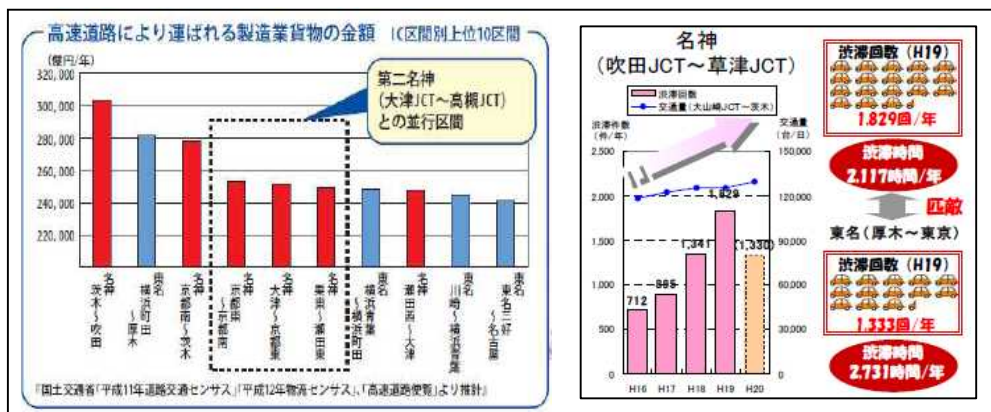 高速道路により運ばれる製造業貨物の金額 IC区間別上位10区間
(億円/年)
320,000
300,000
280,000
260,000
240,000
220,000
第二名神
(大津JCT～高槻JCT)
との並行区間
名神 茨木～吹田
東名 横浜町田～厚木
名神 京都南～茨木
名神 京都東～京都南
名神 大津～京都東
名神 栗東～瀬田東
東名 横浜青葉～横浜町田
名神 瀬田西～大津
東名 川崎～横浜青葉
東名 東名三好～名古屋
『国土交通省「平成11年道路交通センサス」「平成12年物流センサス」、「高速道路便覧」より推計』
名神
(吹田JCT～草津JCT)
渋滞回数
交通量(大山崎JCT～茨木)
渋滞件数
(件/年)
交通量
(台/日)
2,500
2,000
1,500
1,000
500
0
150,000
120,000
90,000
60,000
30,000
0
712
895
1,341
1,829
(1,330)
H16
H17
H18
H19
H20
渋滞回数(H19)
1,829回/年
渋滞時間
2,117時間/年
匹敵
東名(厚木～東京)
渋滞回数(H19)
1,333回/年
渋滞時間
2,731時間/年